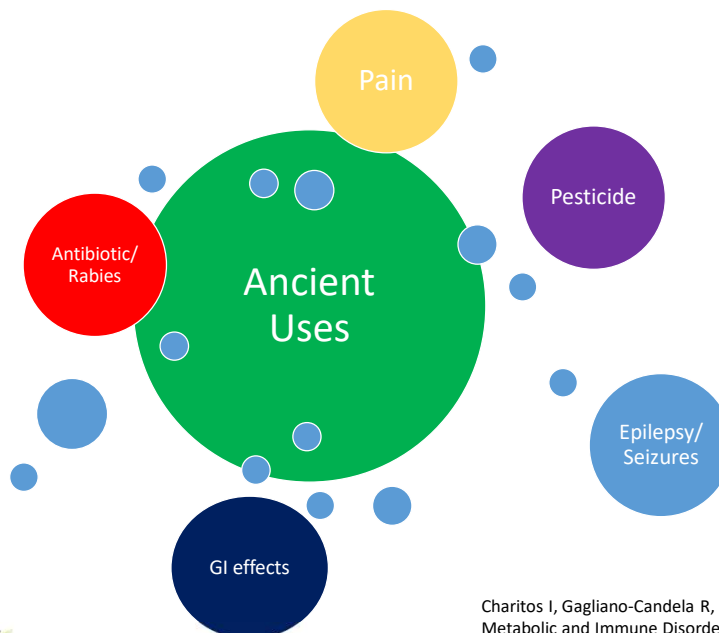 Pain
Pesticide
Antibiotic/
Rabies
Ancient
Uses
Epilepsy/
Seizures
GI effects
Charitos I, Gagliano-Candela R,
Metabolic and Immune Disorde